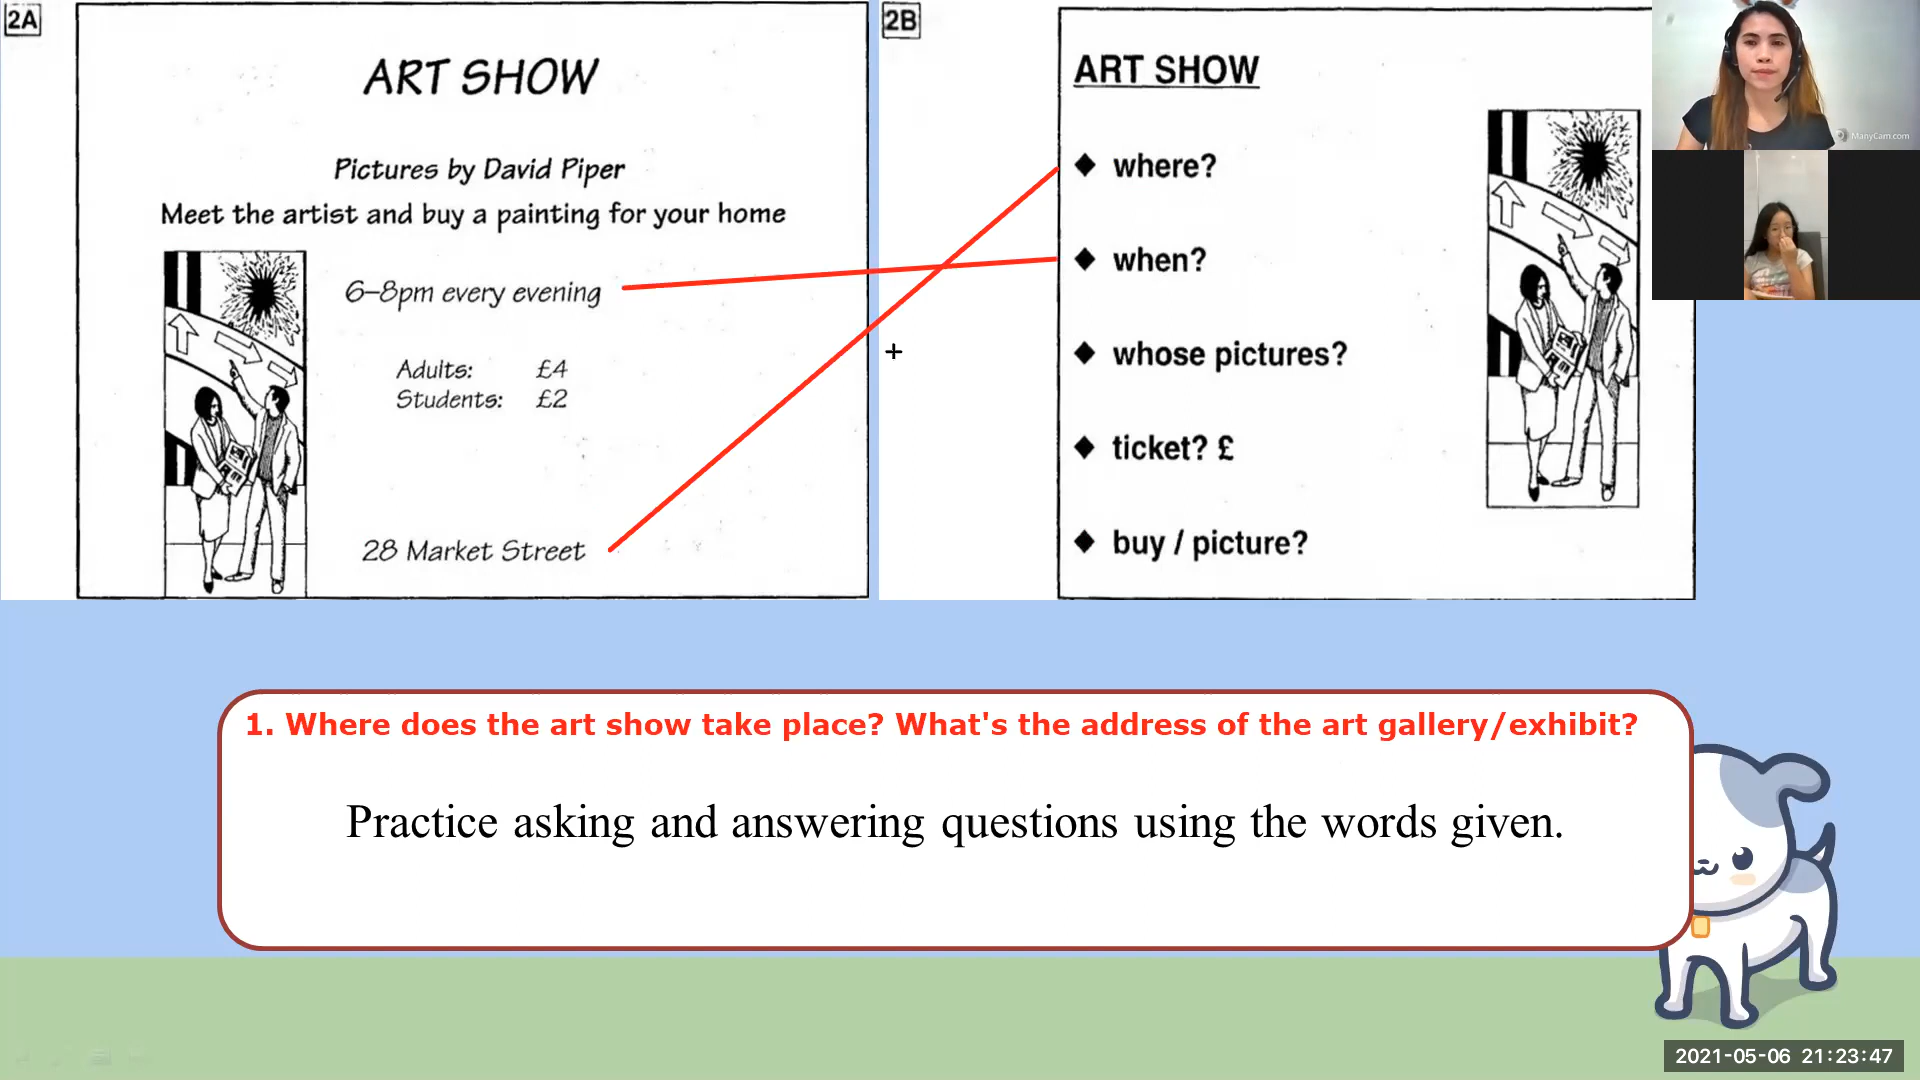 2A
ART SHOW
Pictures by David Piper
Meet the artist and buy a painting for your home
6–8pm every evening
Adults: £4
Students: £2
28 Market Street
2B
ART SHOW
◆ where?
◆ when?
◆ whose pictures?
◆ ticket? £
◆ buy / picture?
ManyCam.com
1. Where does the art show take place? What's the address of the art gallery/exhibit?
Practice asking and answering questions using the words given.
2021-05-06 21:23:47